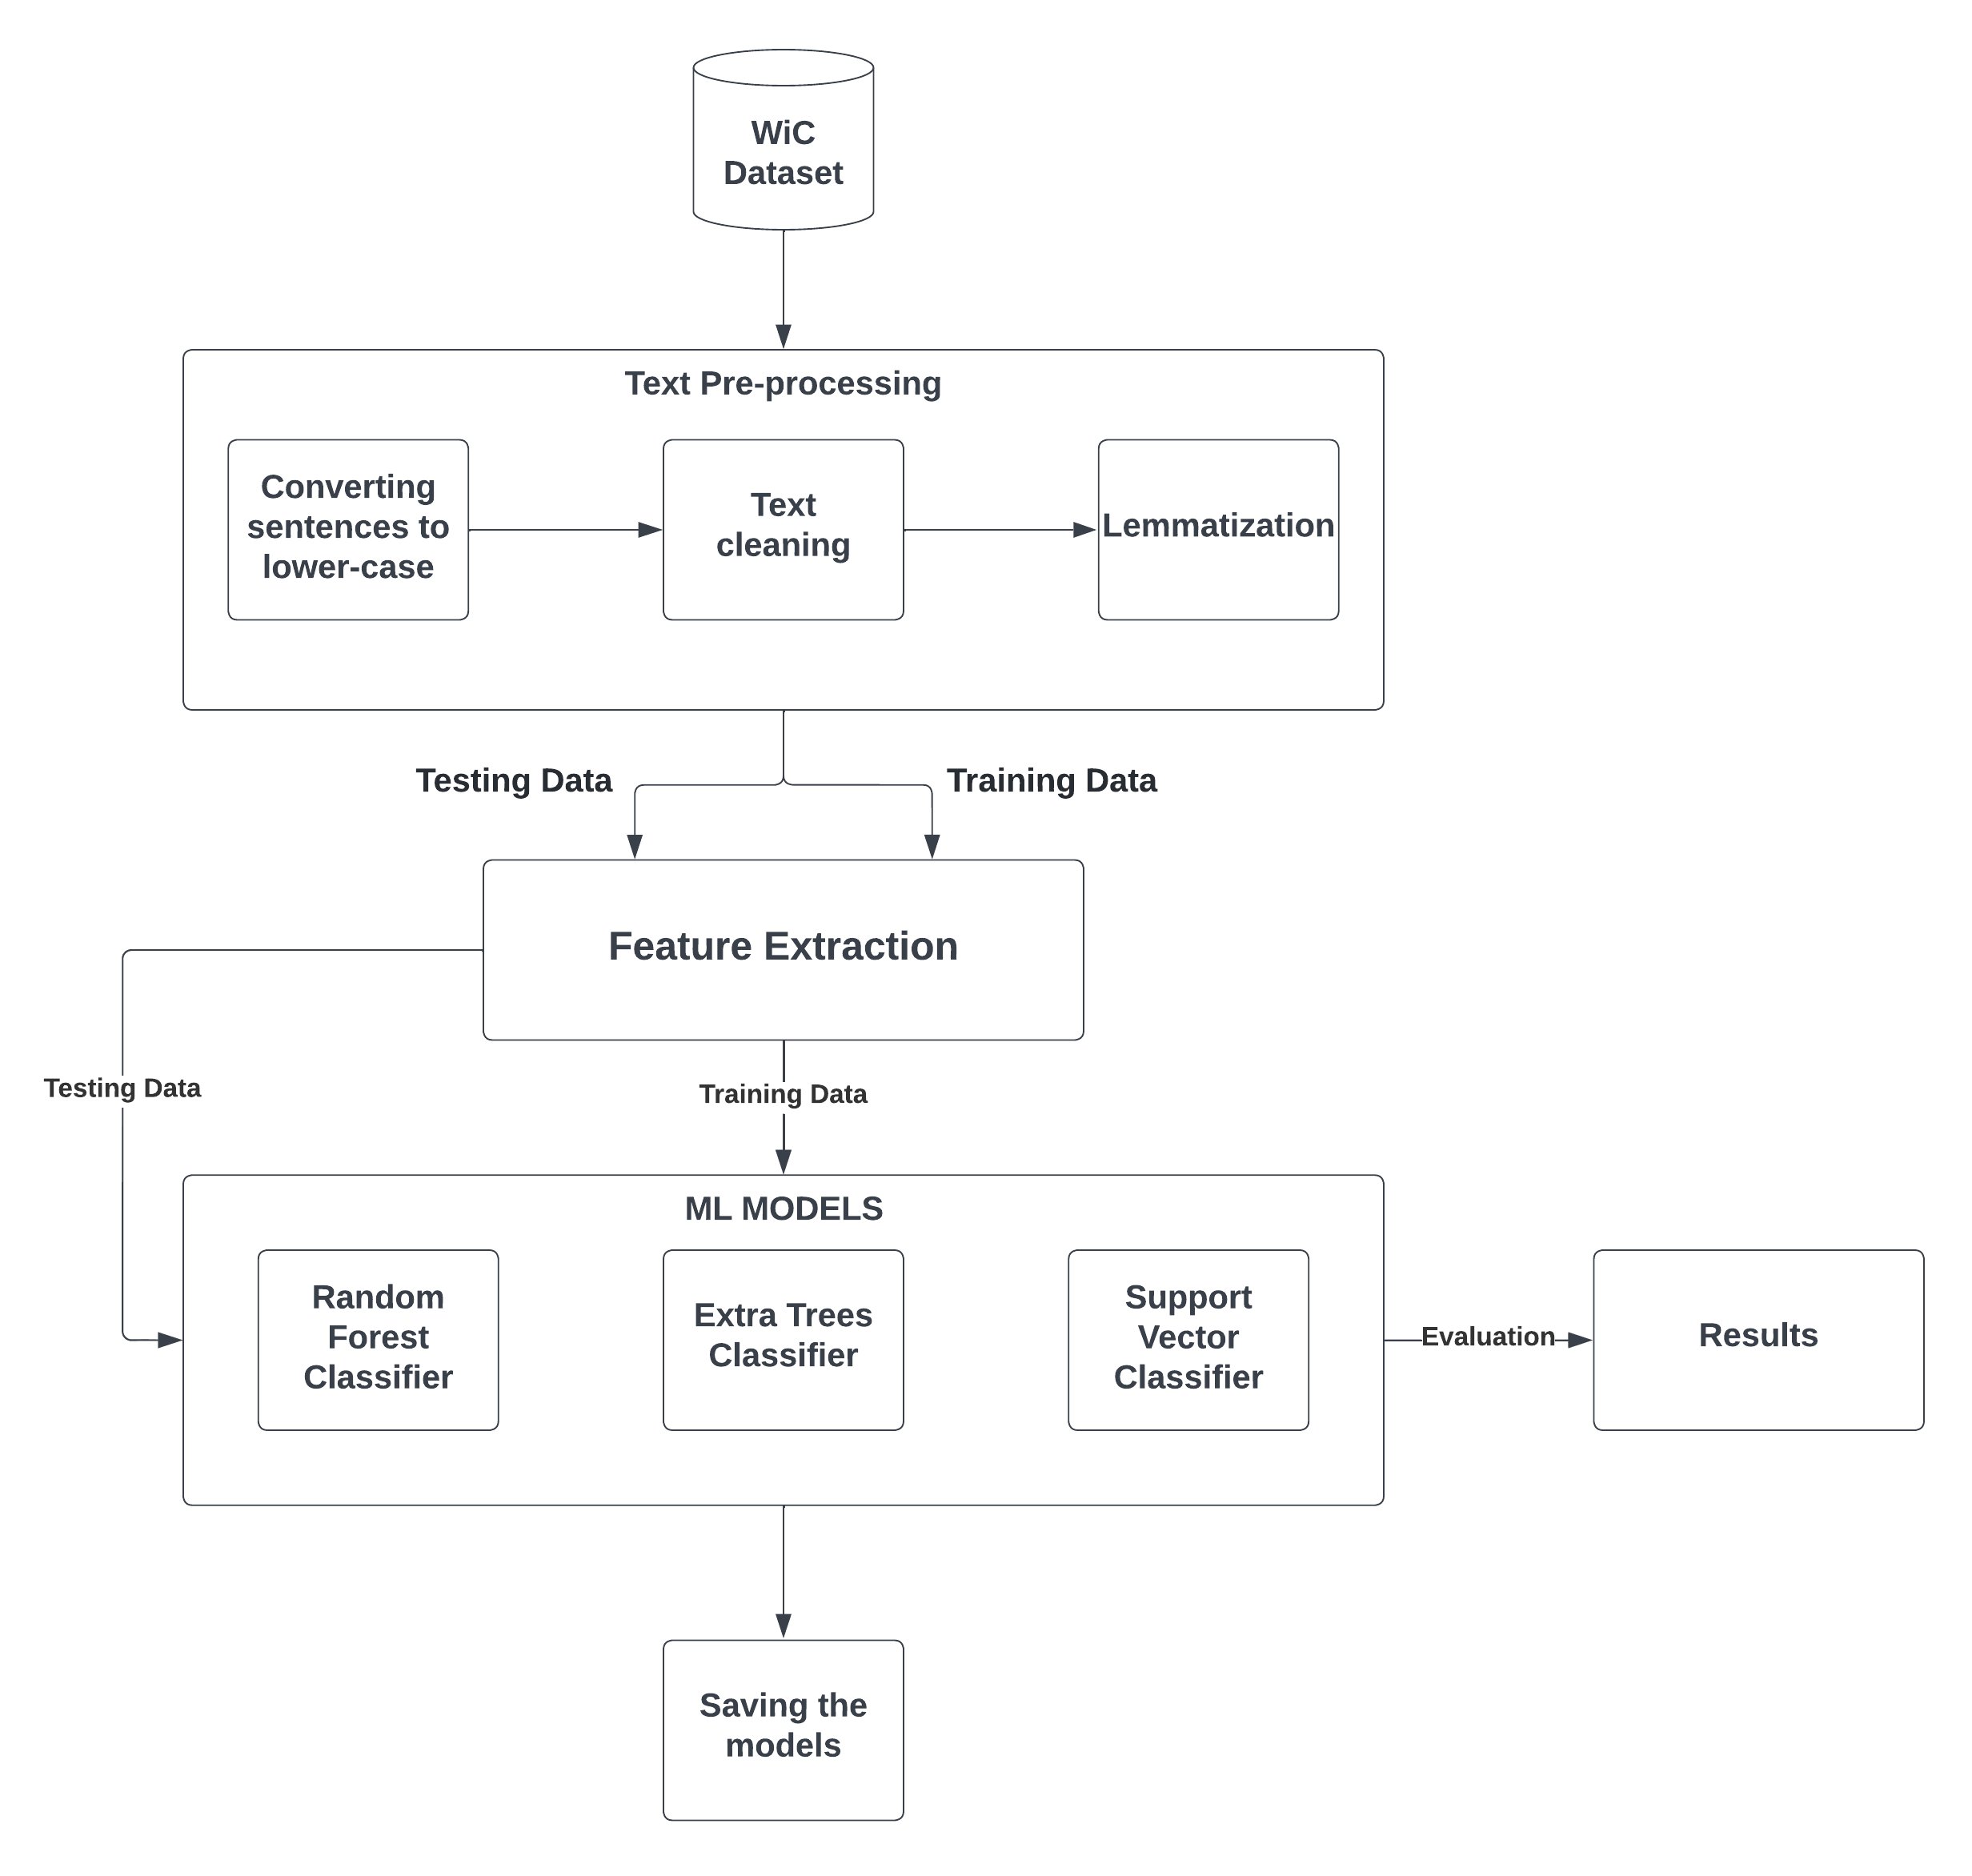 WiC
Dataset
Text Pre-processing
Converting
sentences to
lower-case
Text
cleaning
Lemmatization
Testing Data
Training Data
Feature Extraction
Testing Data
Training Data
ML MODELS
Random
Forest
Classifier
Extra Trees
Classifier
Support
Vector
Classifier
Evaluation
Results
Saving the
models